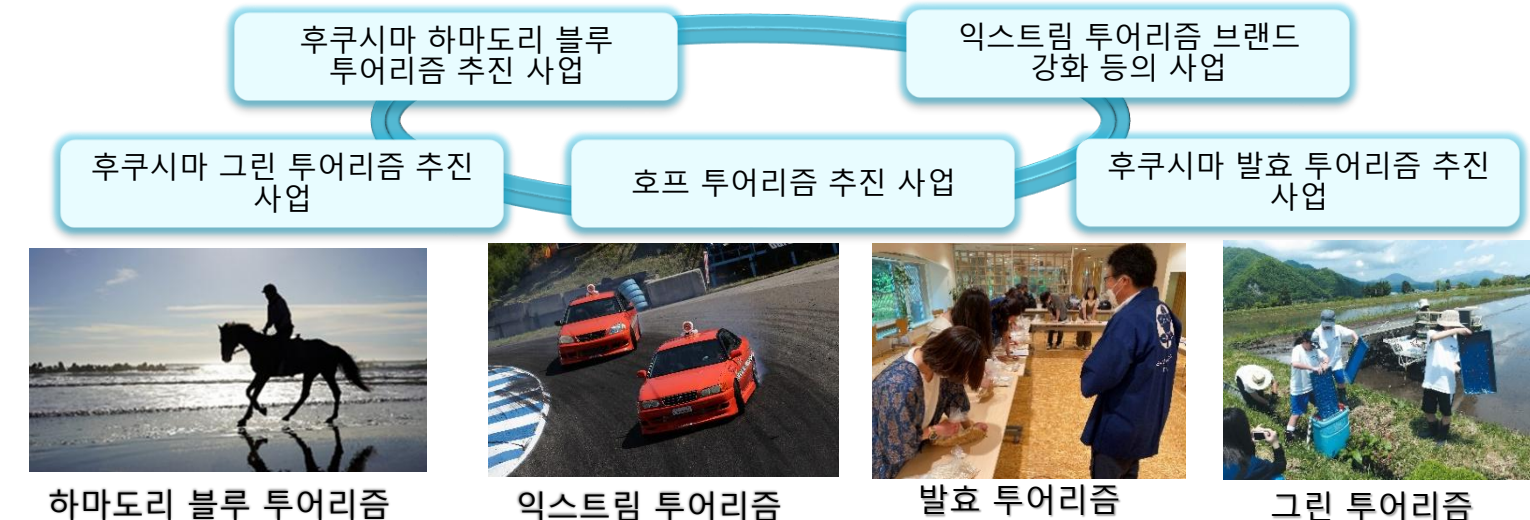 후쿠시마 하마도리 블루
투어리즘 추진 사업
익스트림 투어리즘 브랜드
강화 등의 사업
후쿠시마 그린 투어리즘 추진
사업
호프 투어리즘 추진 사업
후쿠시마 발효 투어리즘 추진
사업
하마도리 블루 투어리즘
익스트림 투어리즘
발효 투어리즘
그린 투어리즘